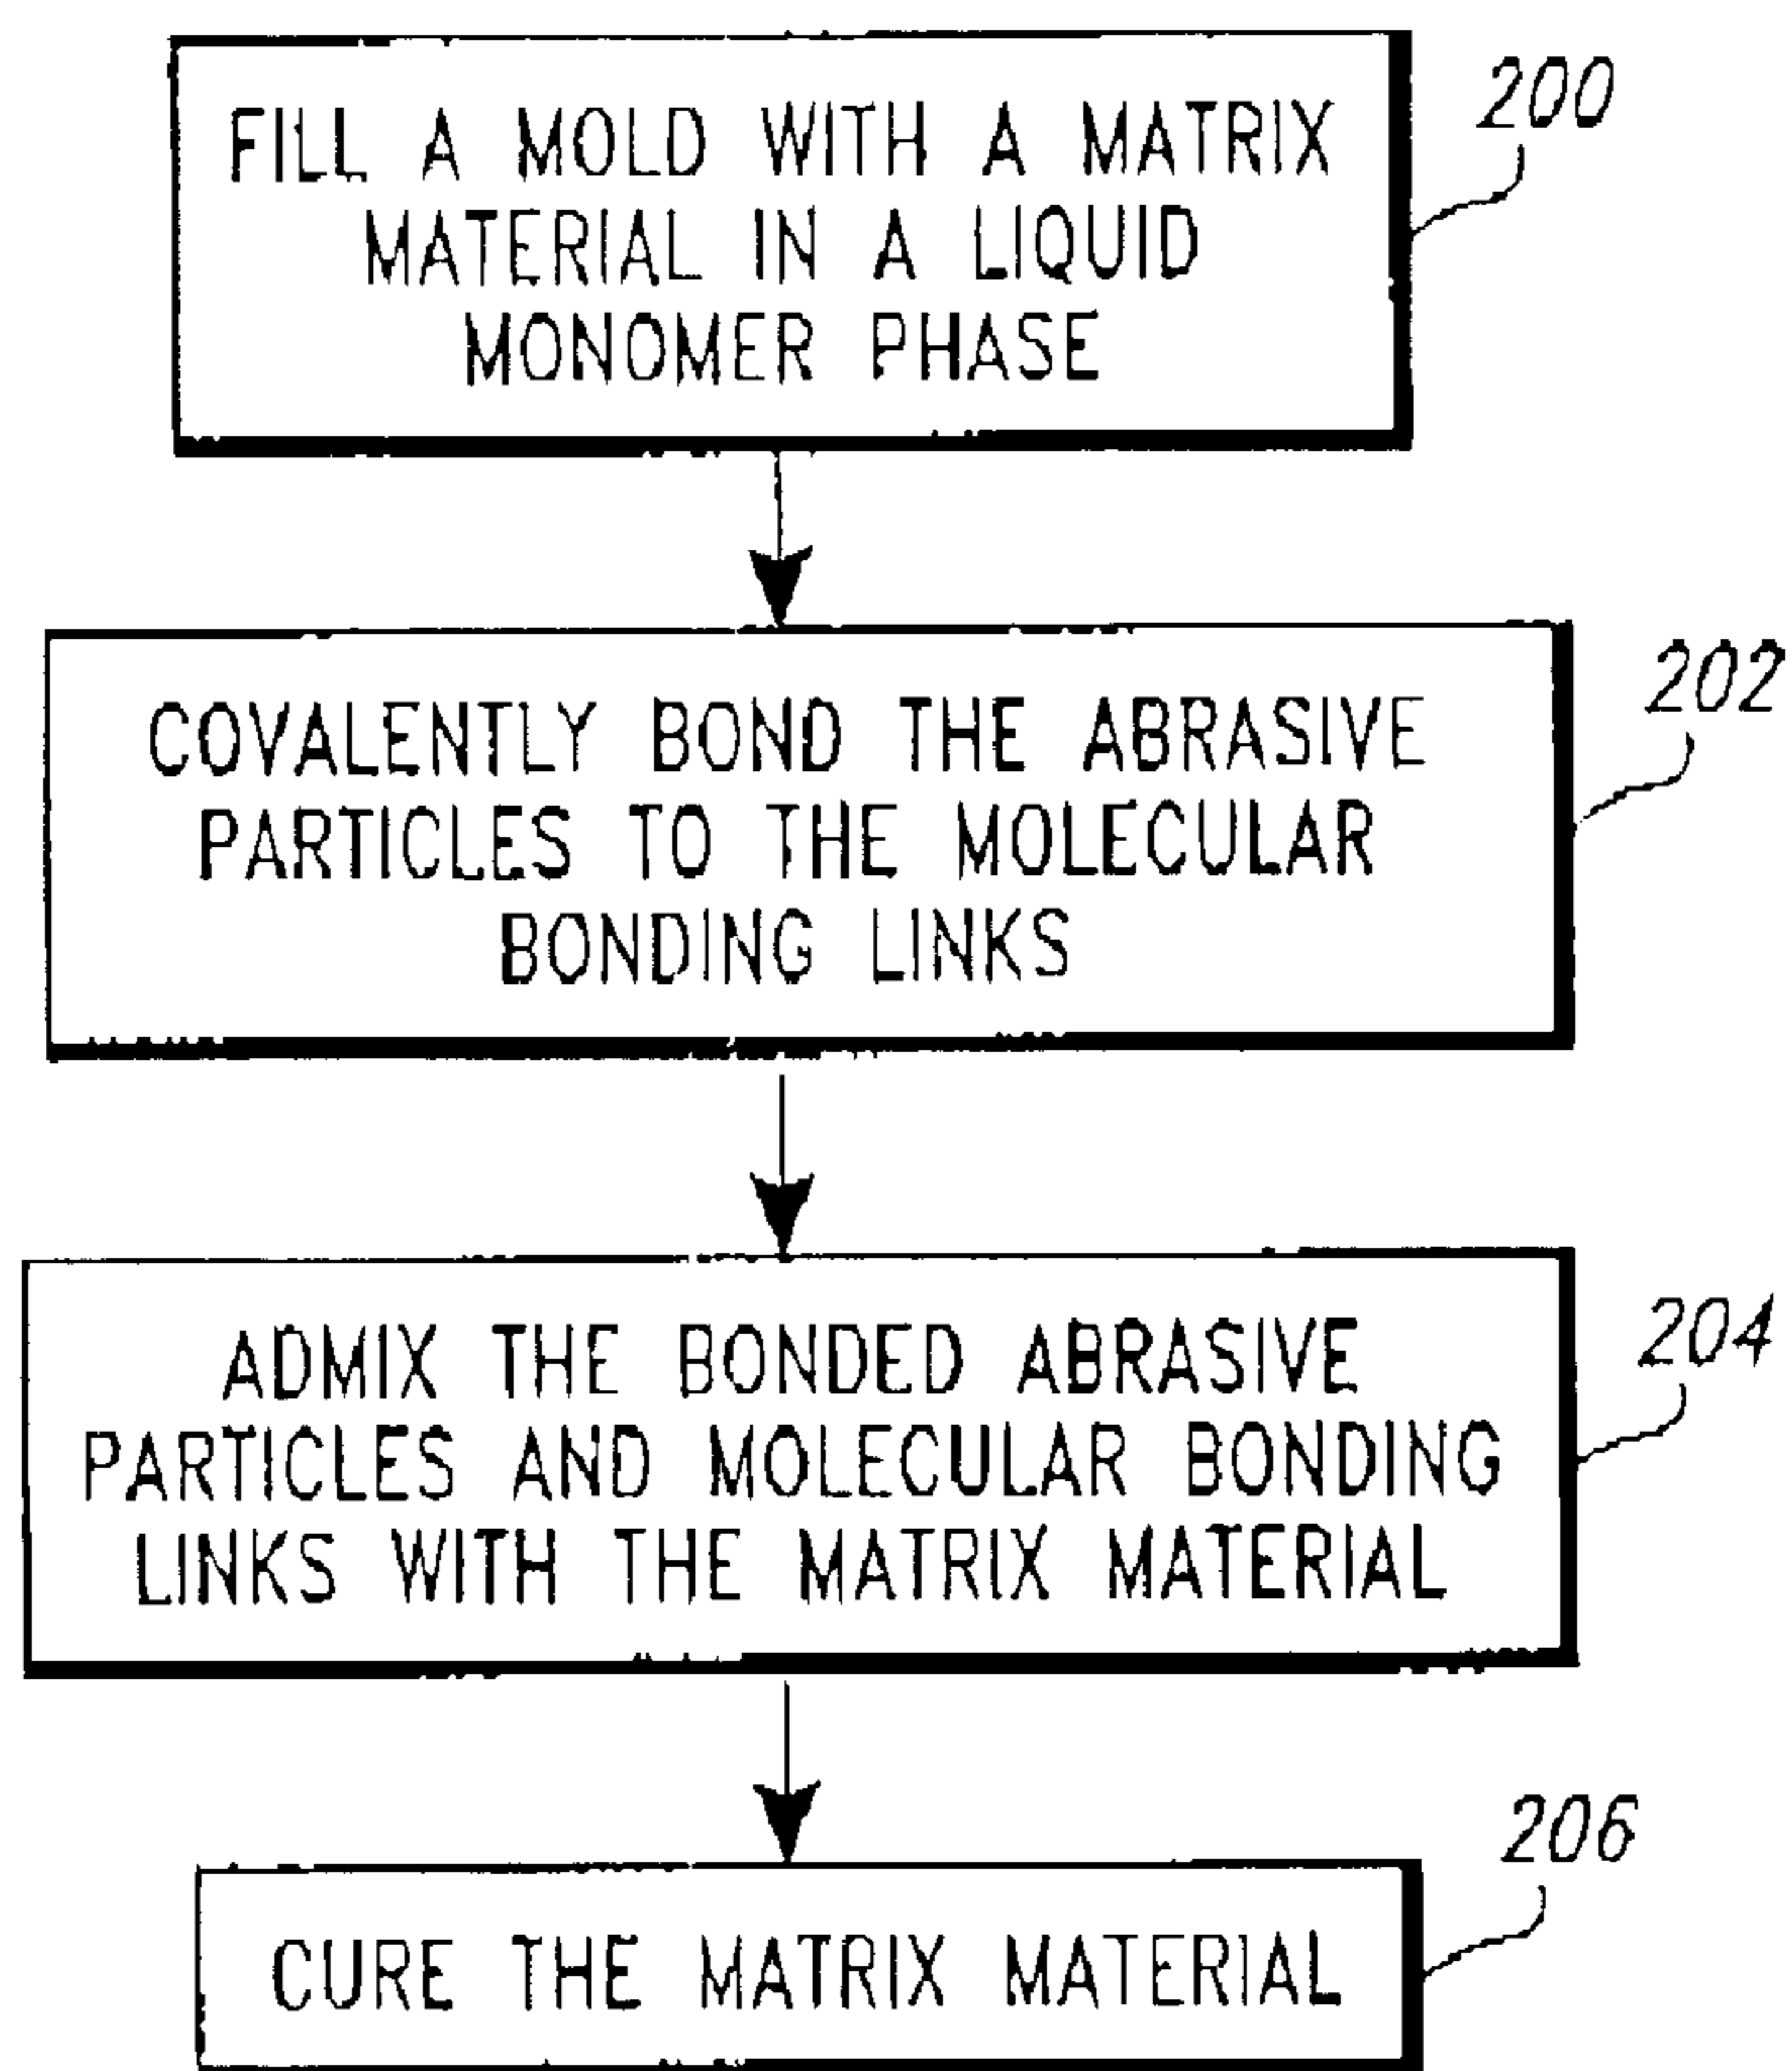 FILL A MOLD WITH A MATRIX
MATERIAL IN A LIQUID
MONOMER PHASE
200
COVALENTLY BOND THE ABRASIVE
PARTICLES TO THE MOLECULAR
BONDING LINKS
202
ADMIX THE BONDED ABRASIVE
PARTICLES AND MOLECULAR BONDING
LINKS WITH THE MATRIX MATERIAL
204
CURE THE MATRIX MATERIAL
206